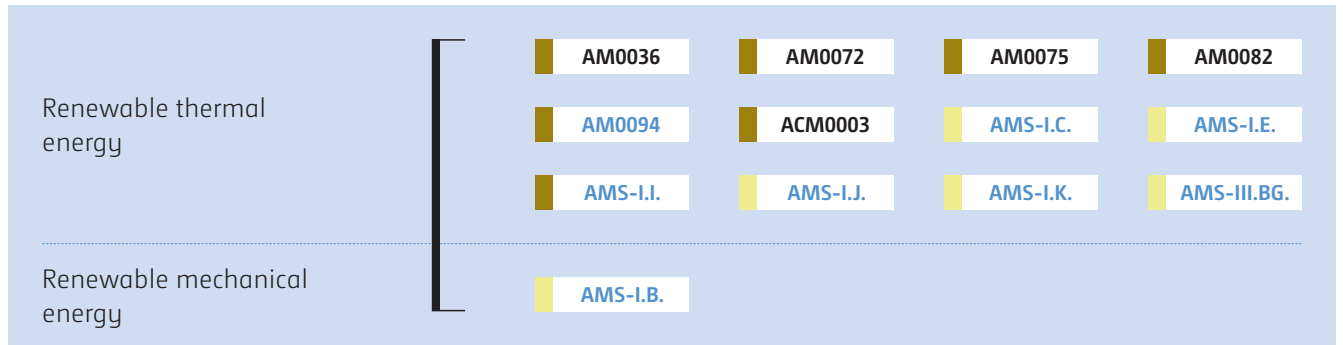 AM0036 AM0072 AM0075 AM0082
Renewable thermal
energy
AM0094 ACM0003 AMS-I.C. AMS-I.E.
AMS-I.I. AMS-I.J. AMS-I.K. AMS-III.BG.
Renewable mechanical
energy
AMS-I.B.